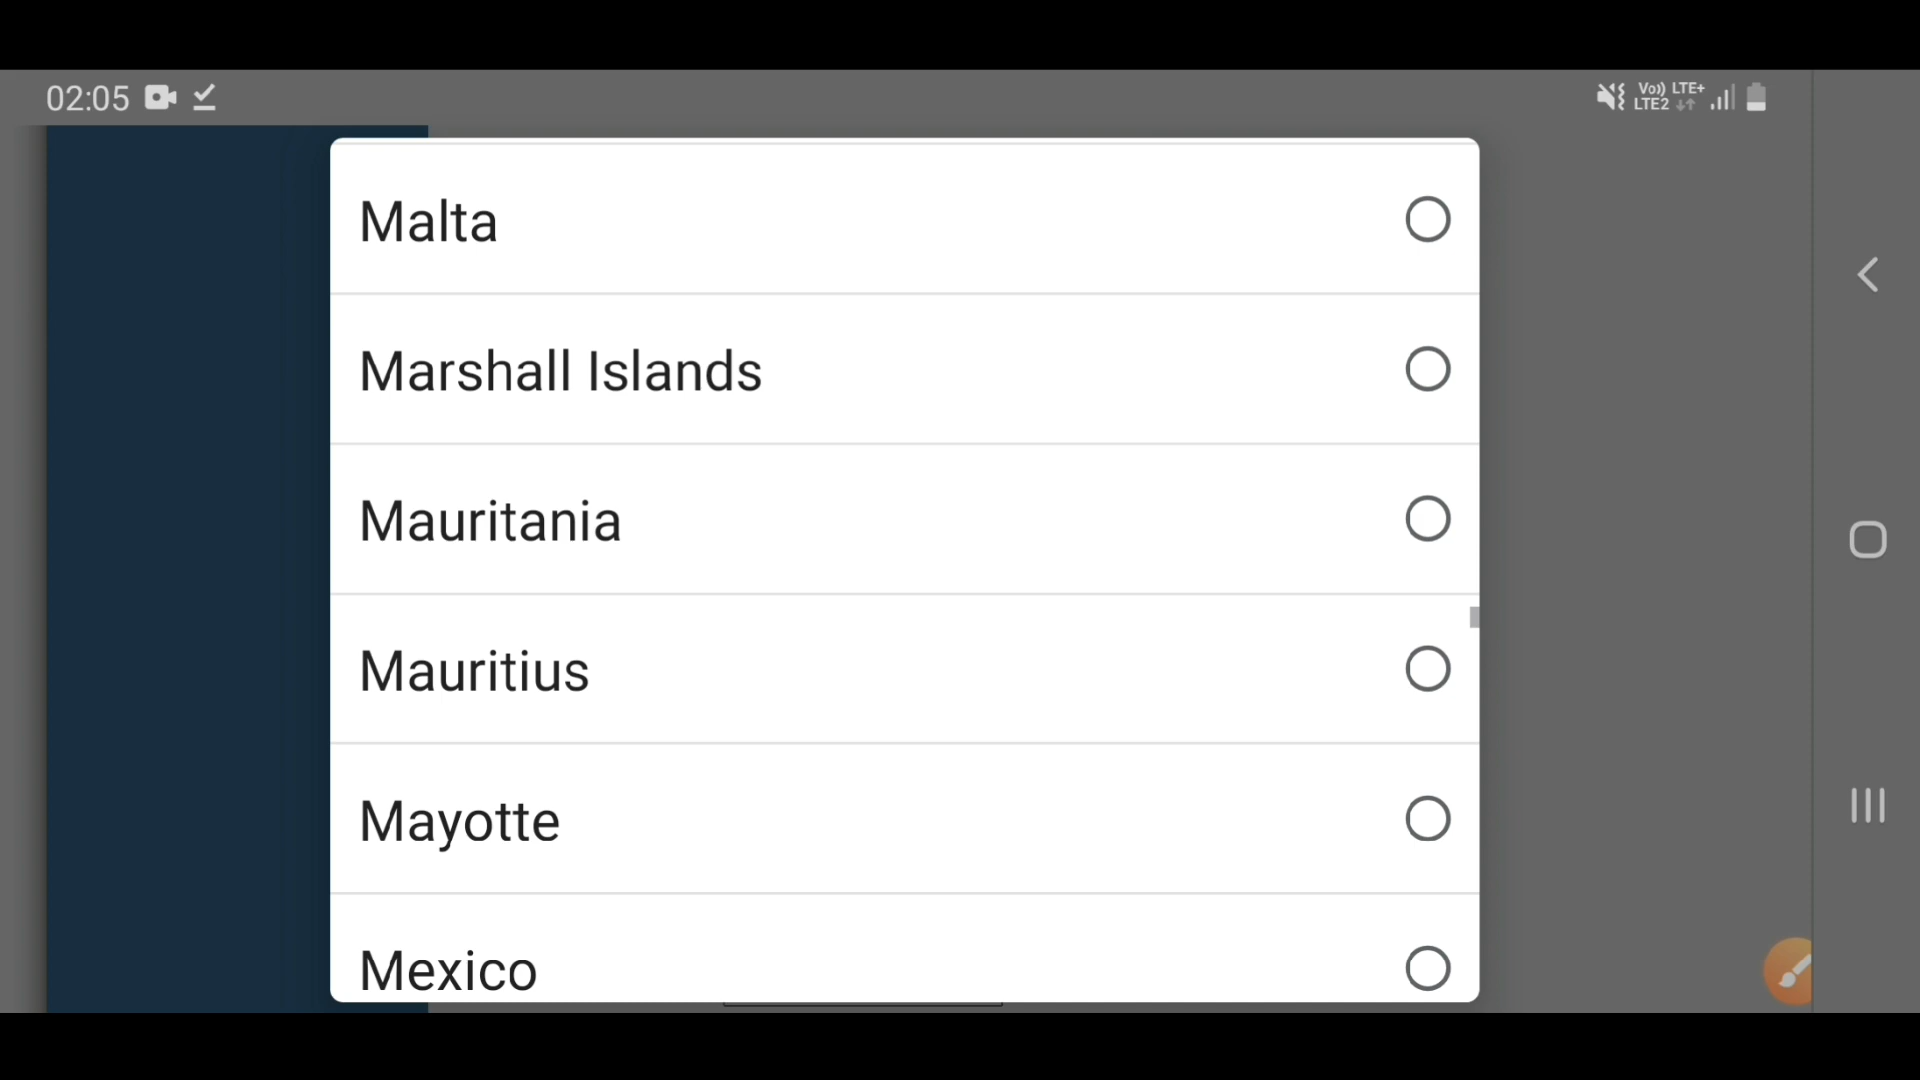 02:05
Vo)) LTE+
LTE2
Malta
Marshall Islands
Mauritania
Mauritius
Mayotte
Mexico